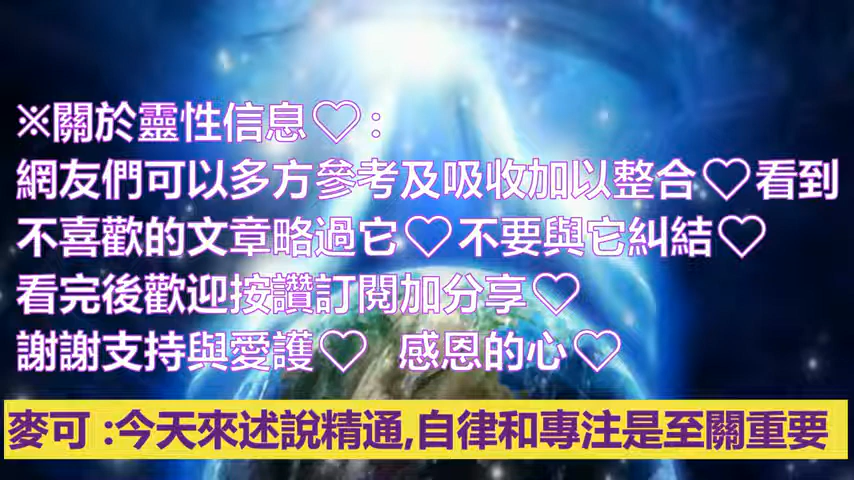 ※關於靈性信息♡:
網友們可以多方參考及吸收加以整合♡看到
不喜歡的文章略過它♡不要與它糾結♡
看完後歡迎按讚訂閱加分享♡
謝謝支持與愛護♡ 感恩的心♡
麥可 :今天來述說精通,自律和專注是至關重要